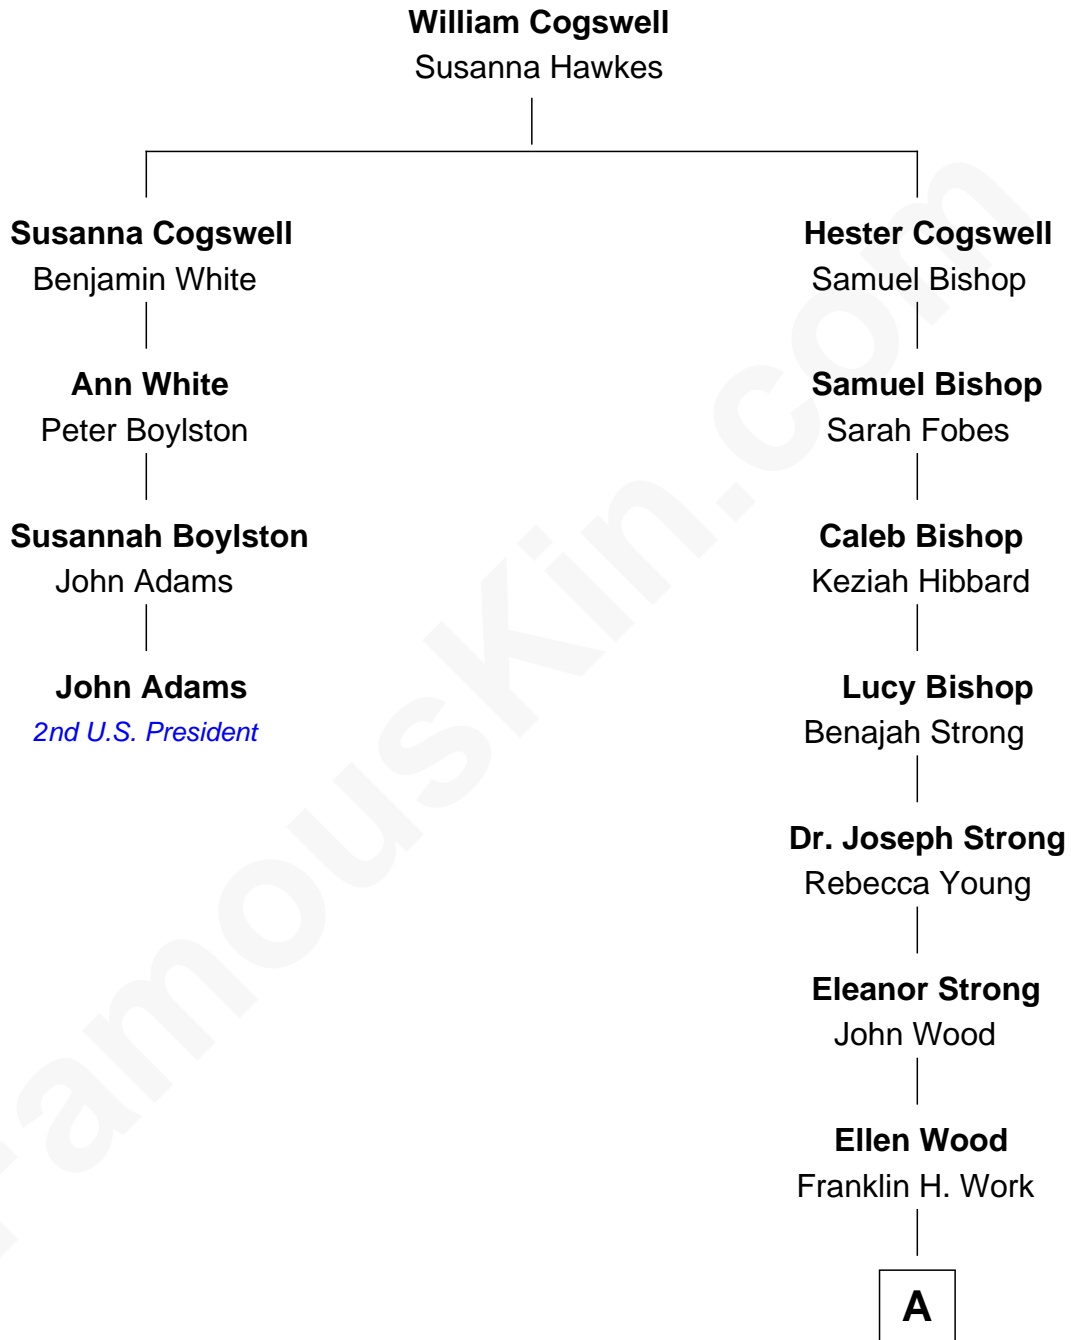 William Cogswell
Susanna Hawkes
Susanna Cogswell
Benjamin White
Hester Cogswell
Samuel Bishop
Ann White
Peter Boylston
Samuel Bishop
Sarah Fobes
Susannah Boylston
John Adams
Caleb Bishop
Keziah Hibbard
John Adams
2nd U.S. President
Lucy Bishop
Benajah Strong
Dr. Joseph Strong
Rebecca Young
Eleanor Strong
John Wood
Ellen Wood
Franklin H. Work
A
FamousKin.com